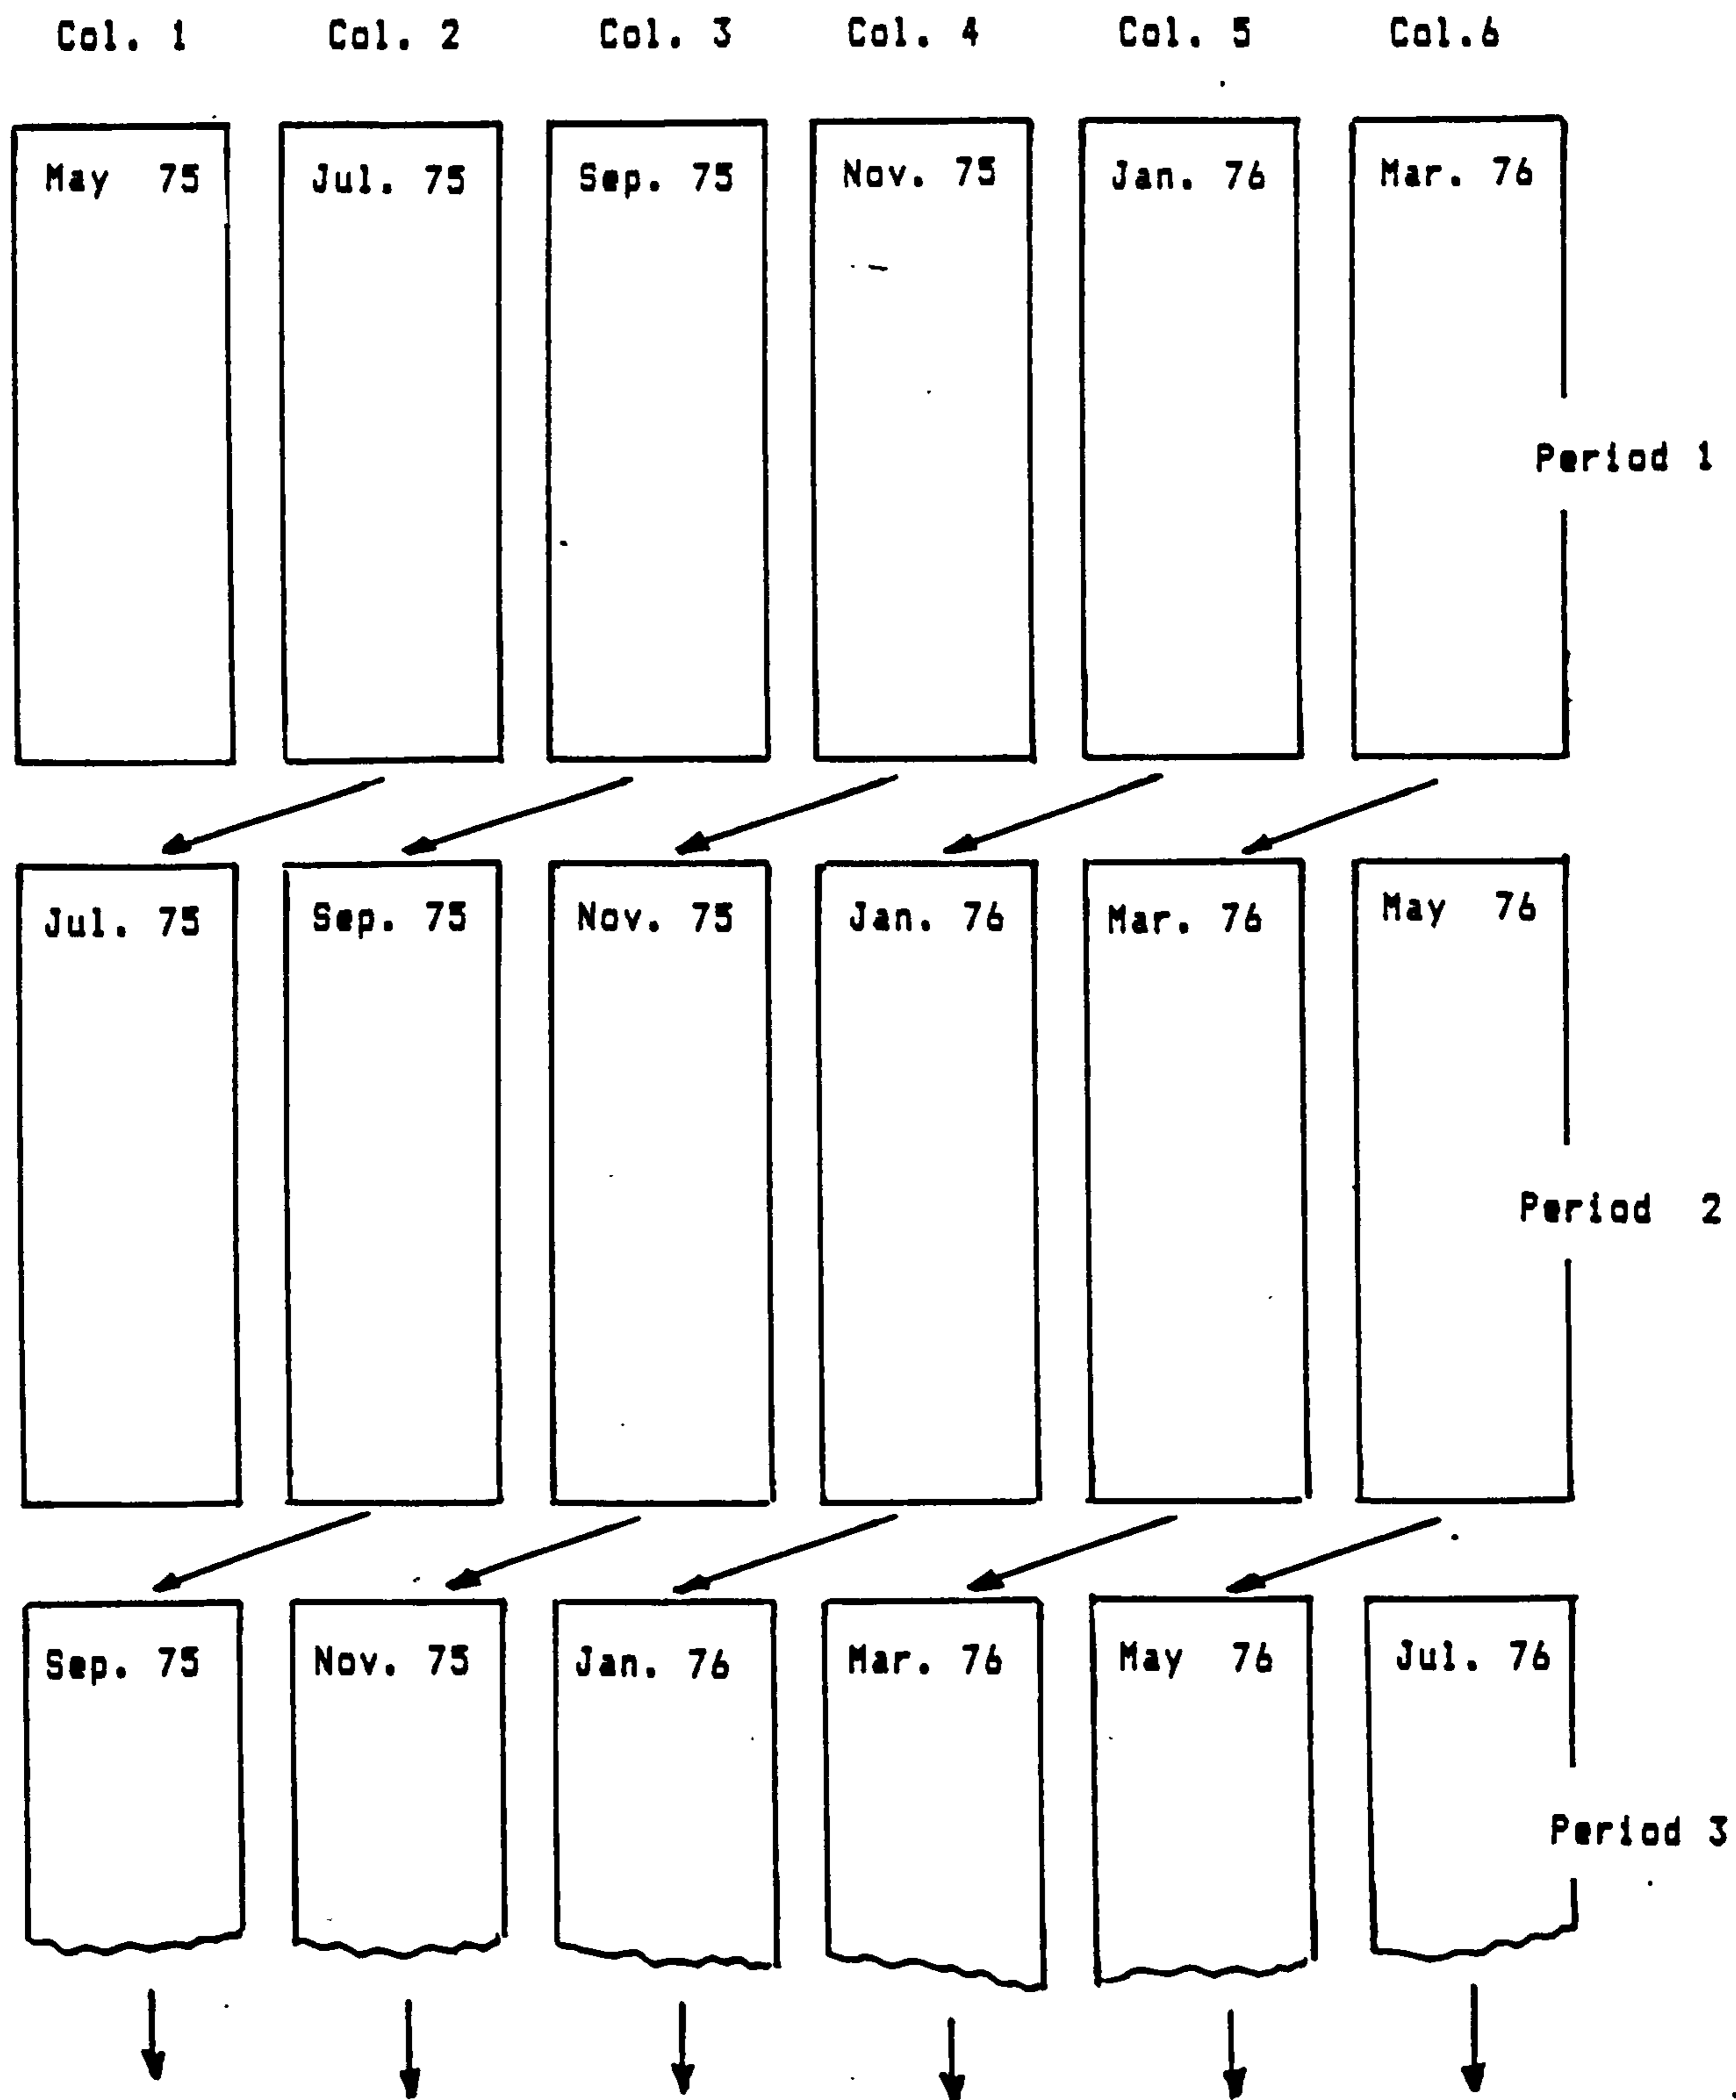 Col. 1 Col. 2 Col. 3 Col. 4 Col. 5 Col.6
May 75 Jul. 75 Sep. 75 Nov. 75 Jan. 76 Mar. 76
Period 1
Jul. 75 Sep. 75 Nov. 75 Jan. 76 Mar. 76 May 76
Period 2
Sep. 75 Nov. 75 Jan. 76 Mar. 76 May 76 Jul. 76
Period 3